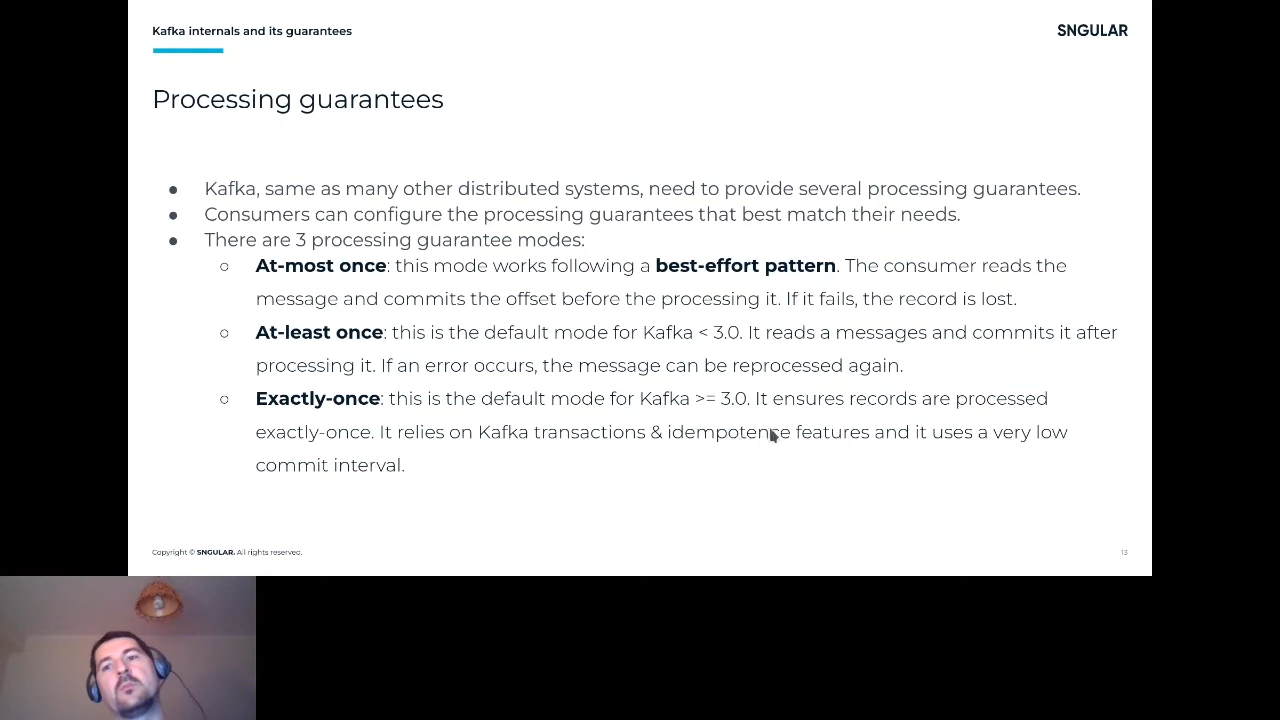 Kafka internals and its guarantees
SNGULAR
Processing guarantees
● Kafka, same as many other distributed systems, need to provide several processing guarantees.
● Consumers can configure the processing guarantees that best match their needs.
● There are 3 processing guarantee modes:
○ At-most once: this mode works following a best-effort pattern. The consumer reads the
message and commits the offset before the processing it. If it fails, the record is lost.
○ At-least once: this is the default mode for Kafka < 3.0. It reads a messages and commits it after
processing it. If an error occurs, the message can be reprocessed again.
○ Exactly-once: this is the default mode for Kafka >= 3.0. It ensures records are processed
exactly-once. It relies on Kafka transactions & idempotence features and it uses a very low
commit interval.
Copyright © SNGULAR. All rights reserved.
13